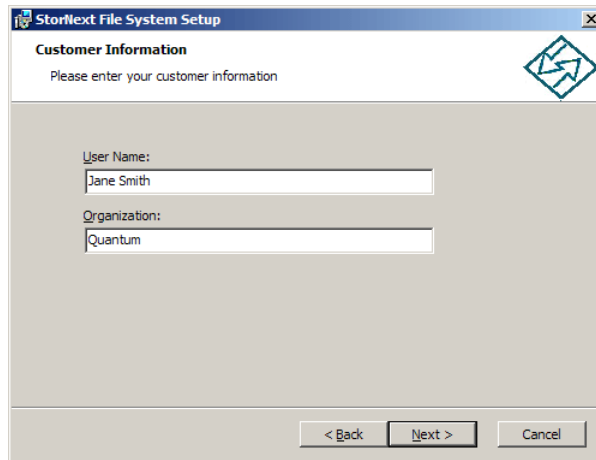 StorNext File System Setup
Customer Information
Please enter your customer information
User Name:
Jane Smith
Organization:
Quantum
< Back
Next >
Cancel